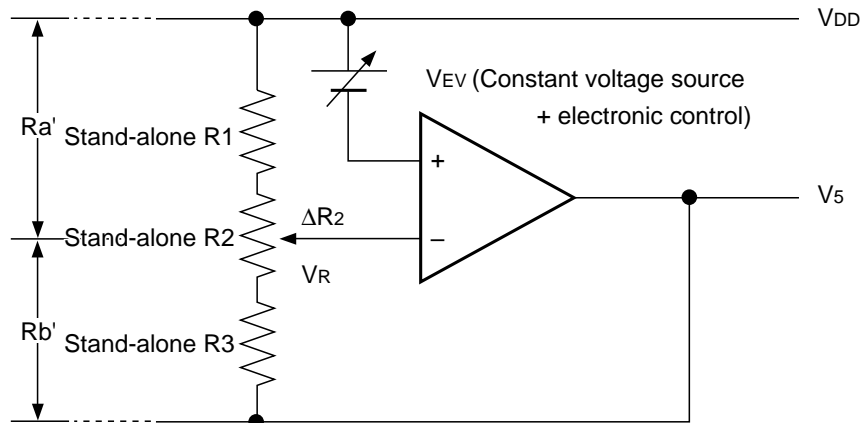 VDD
VEV (Constant voltage source
+ electronic control)
Ra'
Stand-alone R1
+
V5
Stand-alone R2
ΔR2
−
VR
Rb'
Stand-alone R3